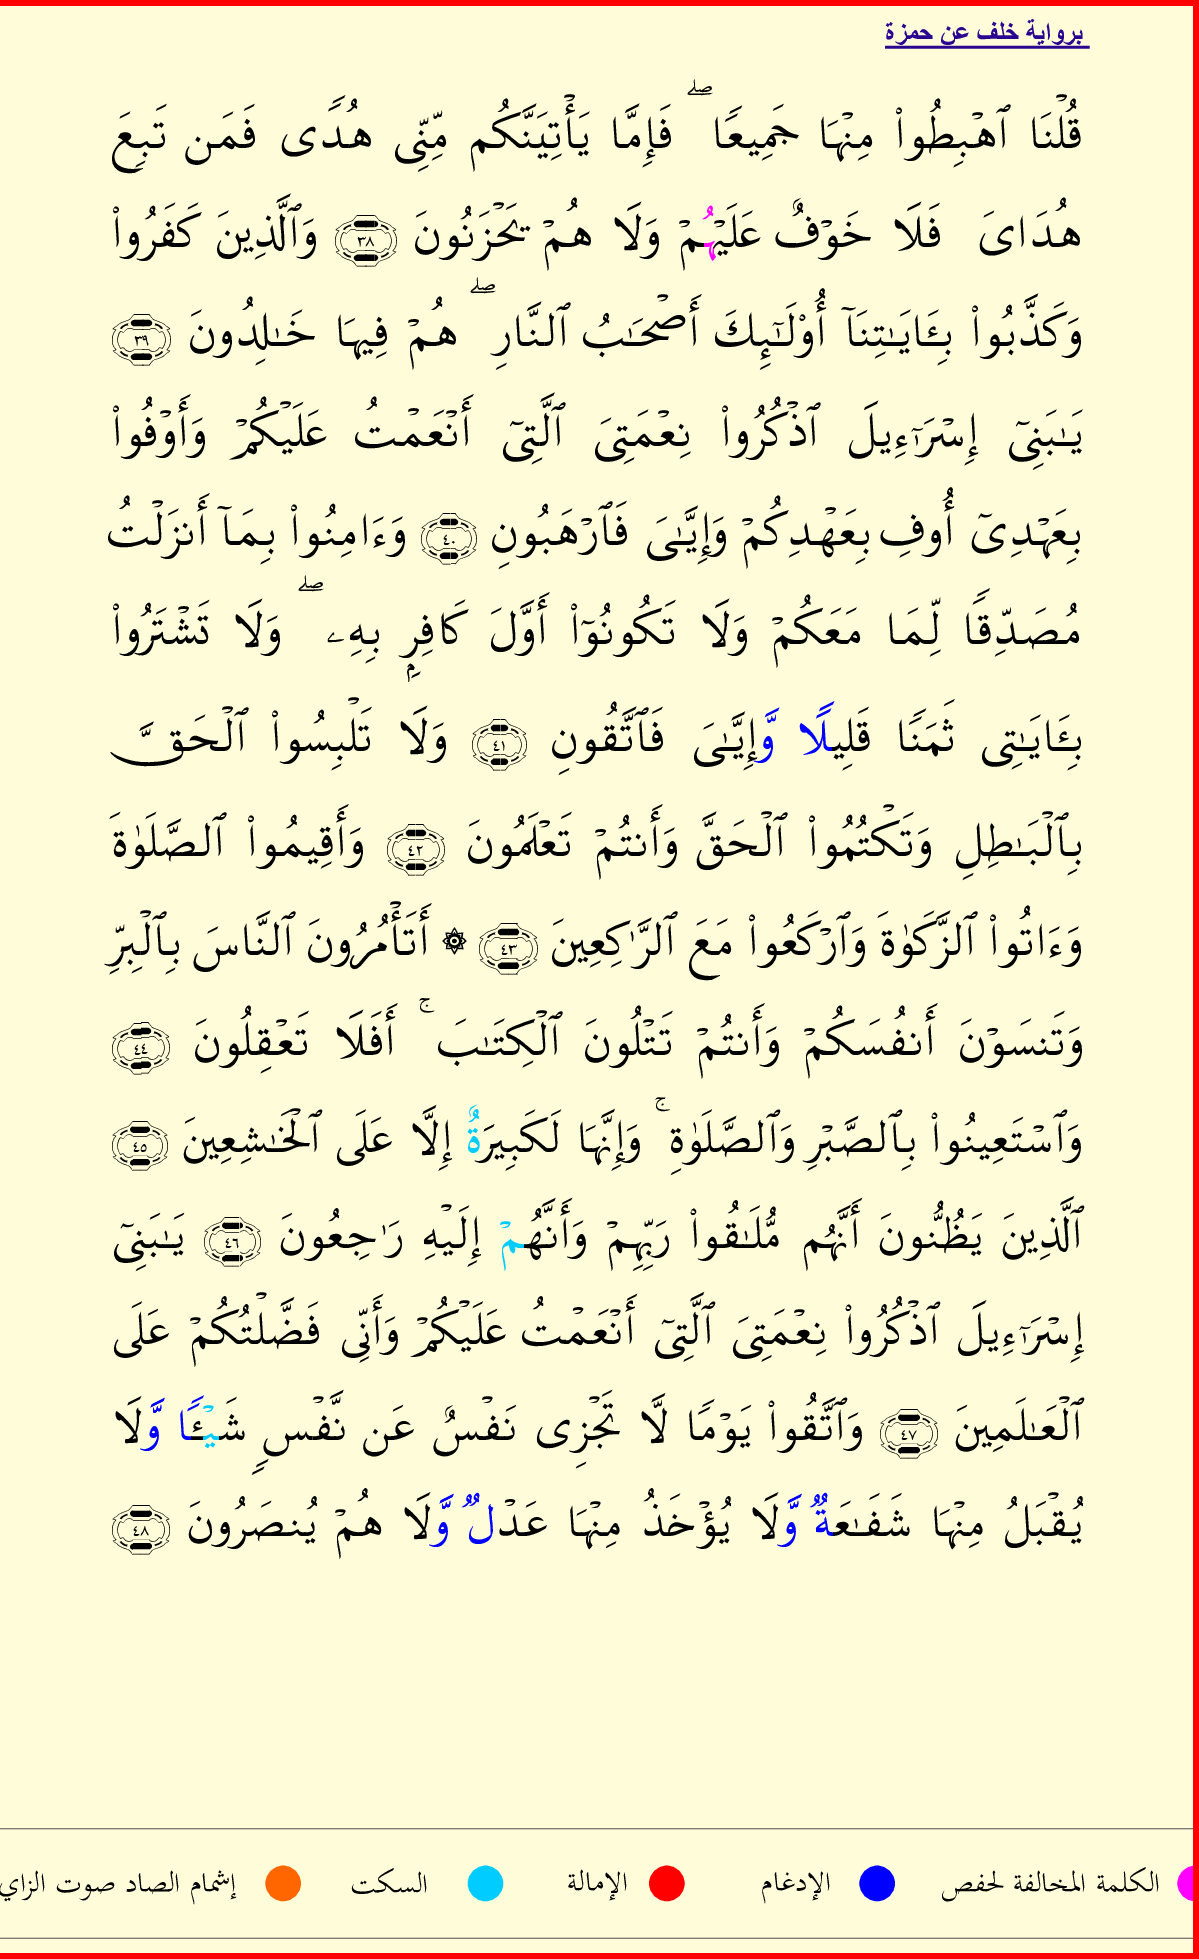 برواية خلف عن حمزة
قُلْنَا ٱهْبِطُوا۟ مِنْهَا جَمِيعًا ۖ فَإِمَّا يَأْتِيَنَّكُم مِّنِّى هُدًى فَمَن تَبِعَ
هُدَاىَ فَلَا خَوْفٌ عَلَيْهُمْ وَلَا هُمْ يَحْزَنُونَ ٣٨ وَٱلَّذِينَ كَفَرُوا۟
وَكَذَّبُوا۟ بِـَٔايَـٰتِنَآ أُو۟لَـٰٓئِكَ أَصْحَـٰبُ ٱلنَّارِ ۖ هُمْ فِيهَا خَـٰلِدُونَ ٣٩
يَـٰبَنِىٓ إِسْرَٰٓءِيلَ ٱذْكُرُوا۟ نِعْمَتِىَ ٱلَّتِىٓ أَنْعَمْتُ عَلَيْكُمْ وَأَوْفُوا۟
بِعَهْدِىٓ أُوفِ بِعَهْدِكُمْ وَإِيَّـٰىَ فَٱرْهَبُونِ ٤٠ وَءَامِنُوا۟ بِمَآ أَنزَلْتُ
مُصَدِّقًا لِّمَا مَعَكُمْ وَلَا تَكُونُوٓا۟ أَوَّلَ كَافِرٍۭ بِهِۦ ۖ وَلَا تَشْتَرُوا۟
بِـَٔايَـٰتِى ثَمَنًا قَلِيلًا وَّإِيَّـٰىَ فَٱتَّقُونِ ٤١ وَلَا تَلْبِسُوا۟ ٱلْحَقَّ
بِٱلْبَـٰطِلِ وَتَكْتُمُوا۟ ٱلْحَقَّ وَأَنتُمْ تَعْلَمُونَ ٤٢ وَأَقِيمُوا۟ ٱلصَّلَوٰةَ
وَءَاتُوا۟ ٱلزَّكَوٰةَ وَٱرْكَعُوا۟ مَعَ ٱلرَّٰكِعِينَ ٤٣ ۞ أَتَأْمُرُونَ ٱلنَّاسَ بِٱلْبِرِّ
وَتَنسَوْنَ أَنفُسَكُمْ وَأَنتُمْ تَتْلُونَ ٱلْكِتَـٰبَ ۚ أَفَلَا تَعْقِلُونَ ٤٤
وَٱسْتَعِينُوا۟ بِٱلصَّبْرِ وَٱلصَّلَوٰةِ ۚ وَإِنَّهَا لَكَبِيرَةٌ إِلَّا عَلَى ٱلْخَـٰشِعِينَ ٤٥
ٱلَّذِينَ يَظُنُّونَ أَنَّهُم مُّلَـٰقُوا۟ رَبِّهِمْ وَأَنَّهُمْ إِلَيْهِ رَٰجِعُونَ ٤٦ يَـٰبَنِىٓ
إِسْرَٰٓءِيلَ ٱذْكُرُوا۟ نِعْمَتِىَ ٱلَّتِىٓ أَنْعَمْتُ عَلَيْكُمْ وَأَنِّى فَضَّلْتُكُمْ عَلَى
ٱلْعَـٰلَمِينَ ٤٧ وَٱتَّقُوا۟ يَوْمًا لَّا تَجْزِى نَفْسٌ عَن نَّفْسٍ شَيْـًٔا وَّلَا
يُقْبَلُ مِنْهَا شَفَـٰعَةٌ وَّلَا يُؤْخَذُ مِنْهَا عَدْلٌ وَّلَا هُمْ يُنصَرُونَ ٤٨
الكلمة المخالفة لحفص الإدغام الإمالة السكت إشمام الصاد صوت الزاي